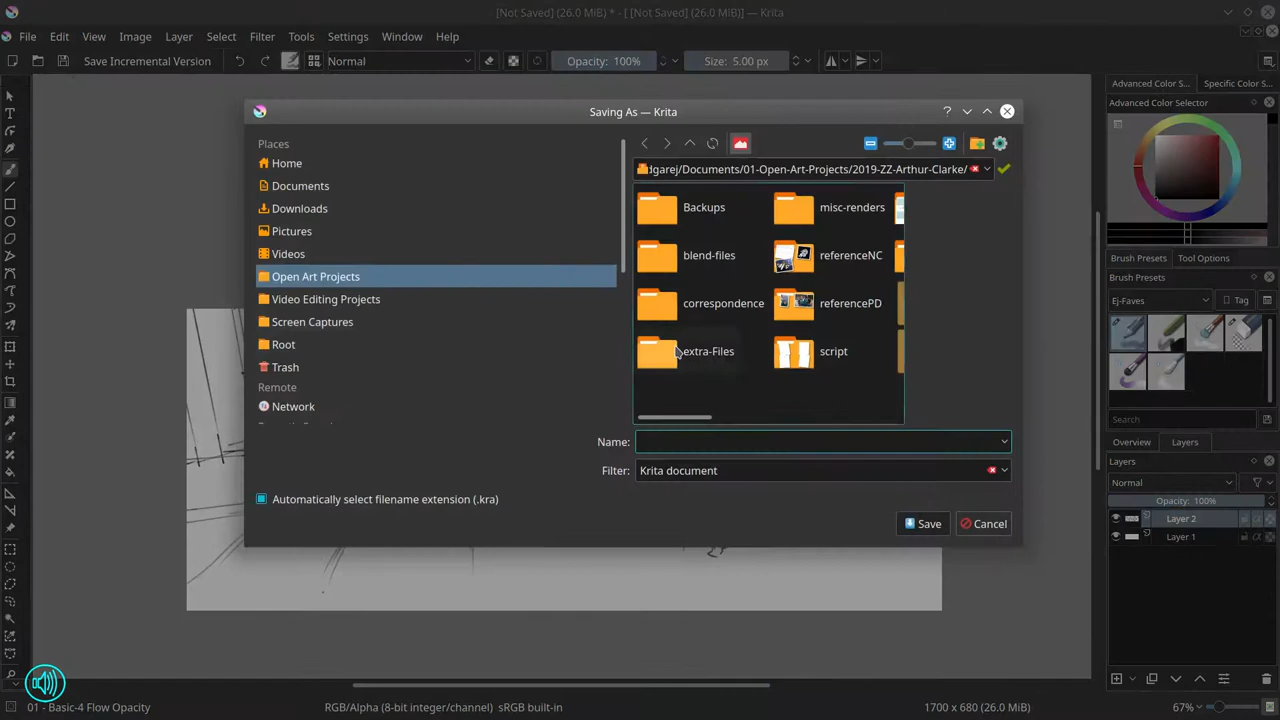 [Not Saved] (26.0 MiB) * - [ [Not Saved] (26.0 MiB) — Krita
File Edit View Image Layer Select Filter Tools Settings Window Help
Save Incremental Version Normal Opacity: 100% Size: 5.00 px
Advanced Color S... Specific Color S...
Advanced Color Selector
Saving As — Krita
Places
Home
Documents
Downloads
Pictures
Videos
Open Art Projects
Video Editing Projects
Screen Captures
Root
Trash
Remote
Network
dgarej/Documents/01-Open-Art-Projects/2019-ZZ-Arthur-Clarke/
Backups misc-renders
blend-files referenceNC
correspondence referencePD
extra-Files script
Name:
Filter: Krita document
Automatically select filename extension (.kra)
Save Cancel
Brush Presets Tool Options
Brush Presets
Ej-Faves Tag
Search
Overview Layers
Layers
Normal
Opacity: 100%
Layer 2
Layer 1
01 - Basic-4 Flow Opacity RGB/Alpha (8-bit integer/channel) sRGB built-in 1700 x 680 (26.0 MiB) 67%